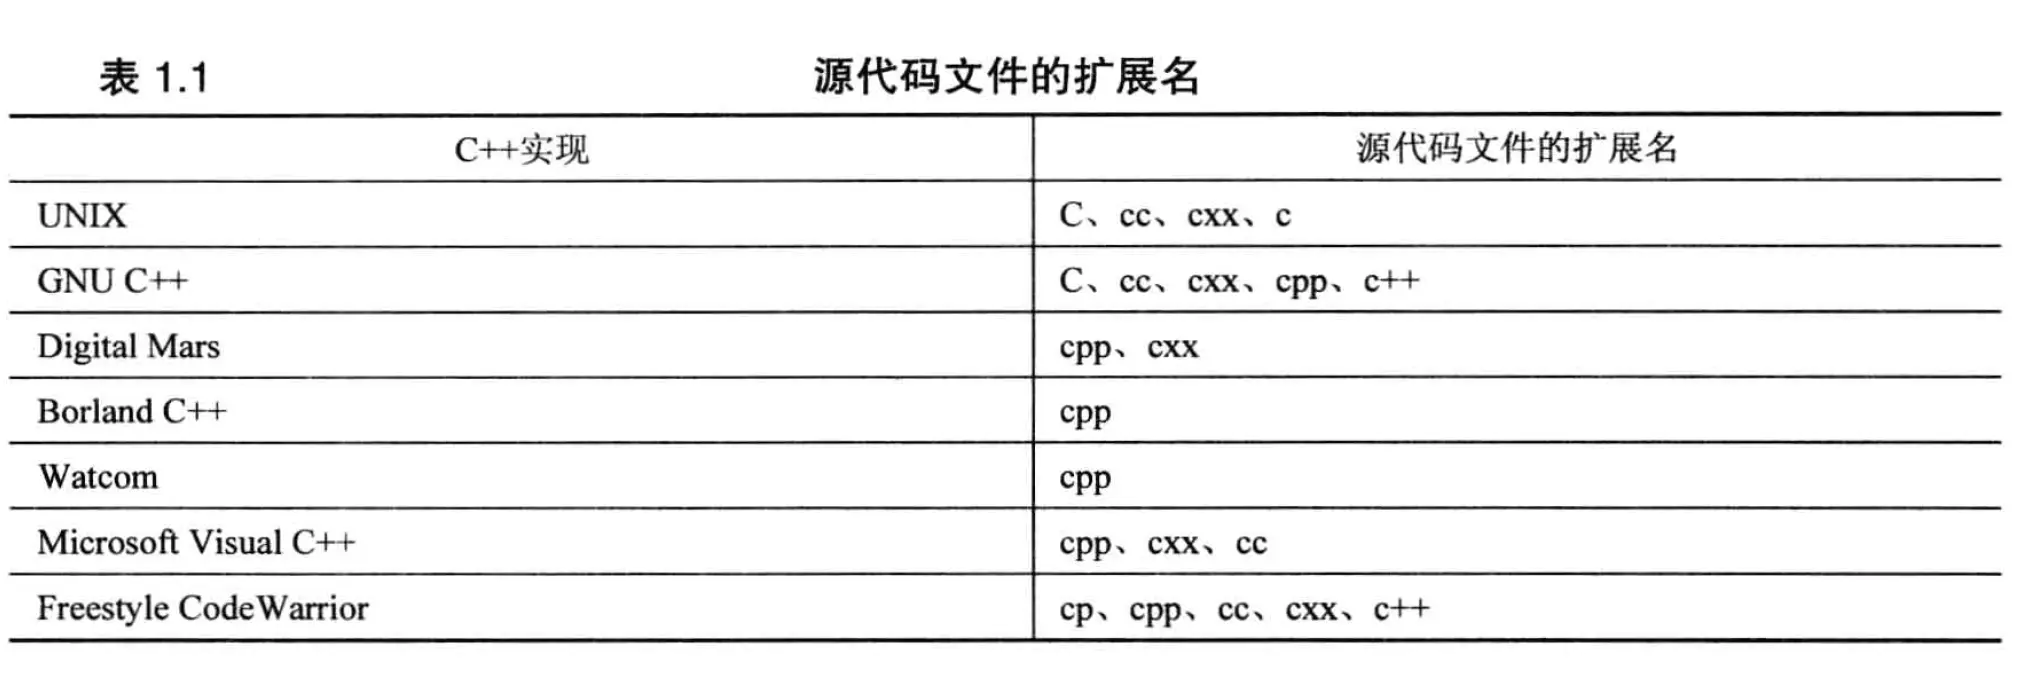 表 1.1 源代码文件的扩展名
C++实现 源代码文件的扩展名
UNIX C、cc、cxx、c
GNU C++ C、cc、cxx、cpp、c++
Digital Mars cpp、cxx
Borland C++ cpp
Watcom cpp
Microsoft Visual C++ cpp、cxx、cc
Freestyle CodeWarrior cp、cpp、cc、cxx、c++